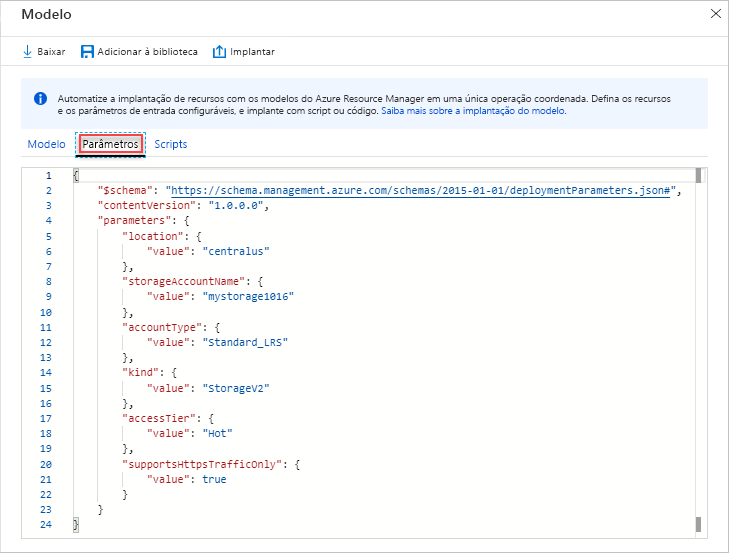 Modelo
Baixar Adicionar à biblioteca Implantar
Automatize a implantação de recursos com os modelos do Azure Resource Manager em uma única operação coordenada. Defina os recursos
e os parâmetros de entrada configuráveis, e implante com script ou código. Saiba mais sobre a implantação do modelo.
Modelo Parâmetros Scripts
1 {
2 "$schema": "https://schema.management.azure.com/schemas/2015-01-01/deploymentParameters.json#",
3 "contentVersion": "1.0.0.0",
4 "parameters": {
5 "location": {
6 "value": "centralus"
7 },
8 "storageAccountName": {
9 "value": "mystorage1016"
10 },
11 "accountType": {
12 "value": "Standard_LRS"
13 },
14 "kind": {
15 "value": "StorageV2"
16 },
17 "accessTier": {
18 "value": "Hot"
19 },
20 "supportsHttpsTrafficOnly": {
21 "value": true
22 }
23 }
24 }